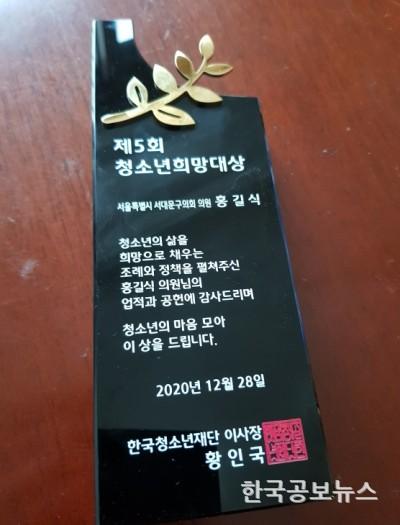 제5회
청소년희망대상
서울특별시 서대문구의회 의원 홍길식
청소년의 삶을
희망으로 채우는
조례와 정책을 펼쳐주신
홍길식 의원님의
업적과 공헌에 감사드리며
청소년의 마음 모아
이 상을 드립니다.
2020년 12월 28일
한국청소년재단 이사장
황인국
한국공보뉴스